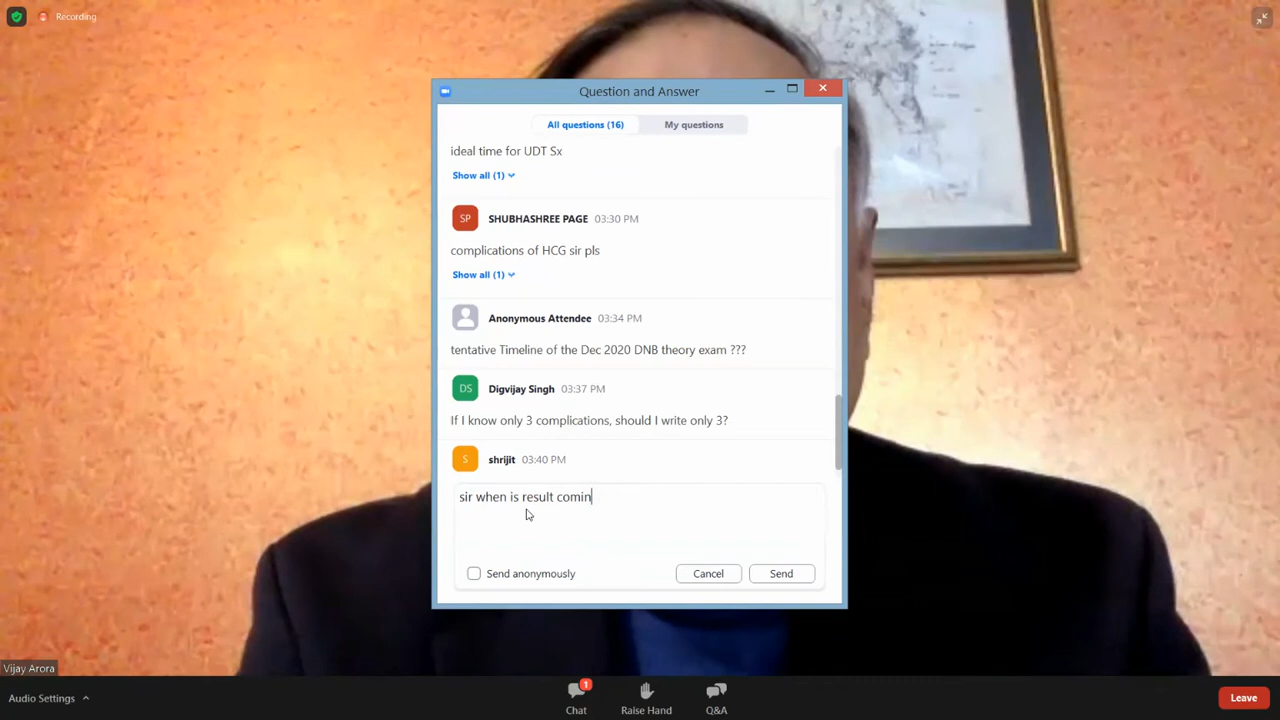 Recording
Question and Answer
All questions (16)
My questions
ideal time for UDT Sx
Show all (1)
SP
SHUBHASHREE PAGE 03:30 PM
complications of HCG sir pls
Show all (1)
Anonymous Attendee 03:34 PM
tentative Timeline of the Dec 2020 DNB theory exam ???
DS
Digvijay Singh 03:37 PM
If I know only 3 complications, should I write only 3?
S
shrijit 03:40 PM
sir when is result comin
Send anonymously
Cancel
Send
Vijay Arora
Audio Settings
1
Chat
Raise Hand
Q&A
Leave